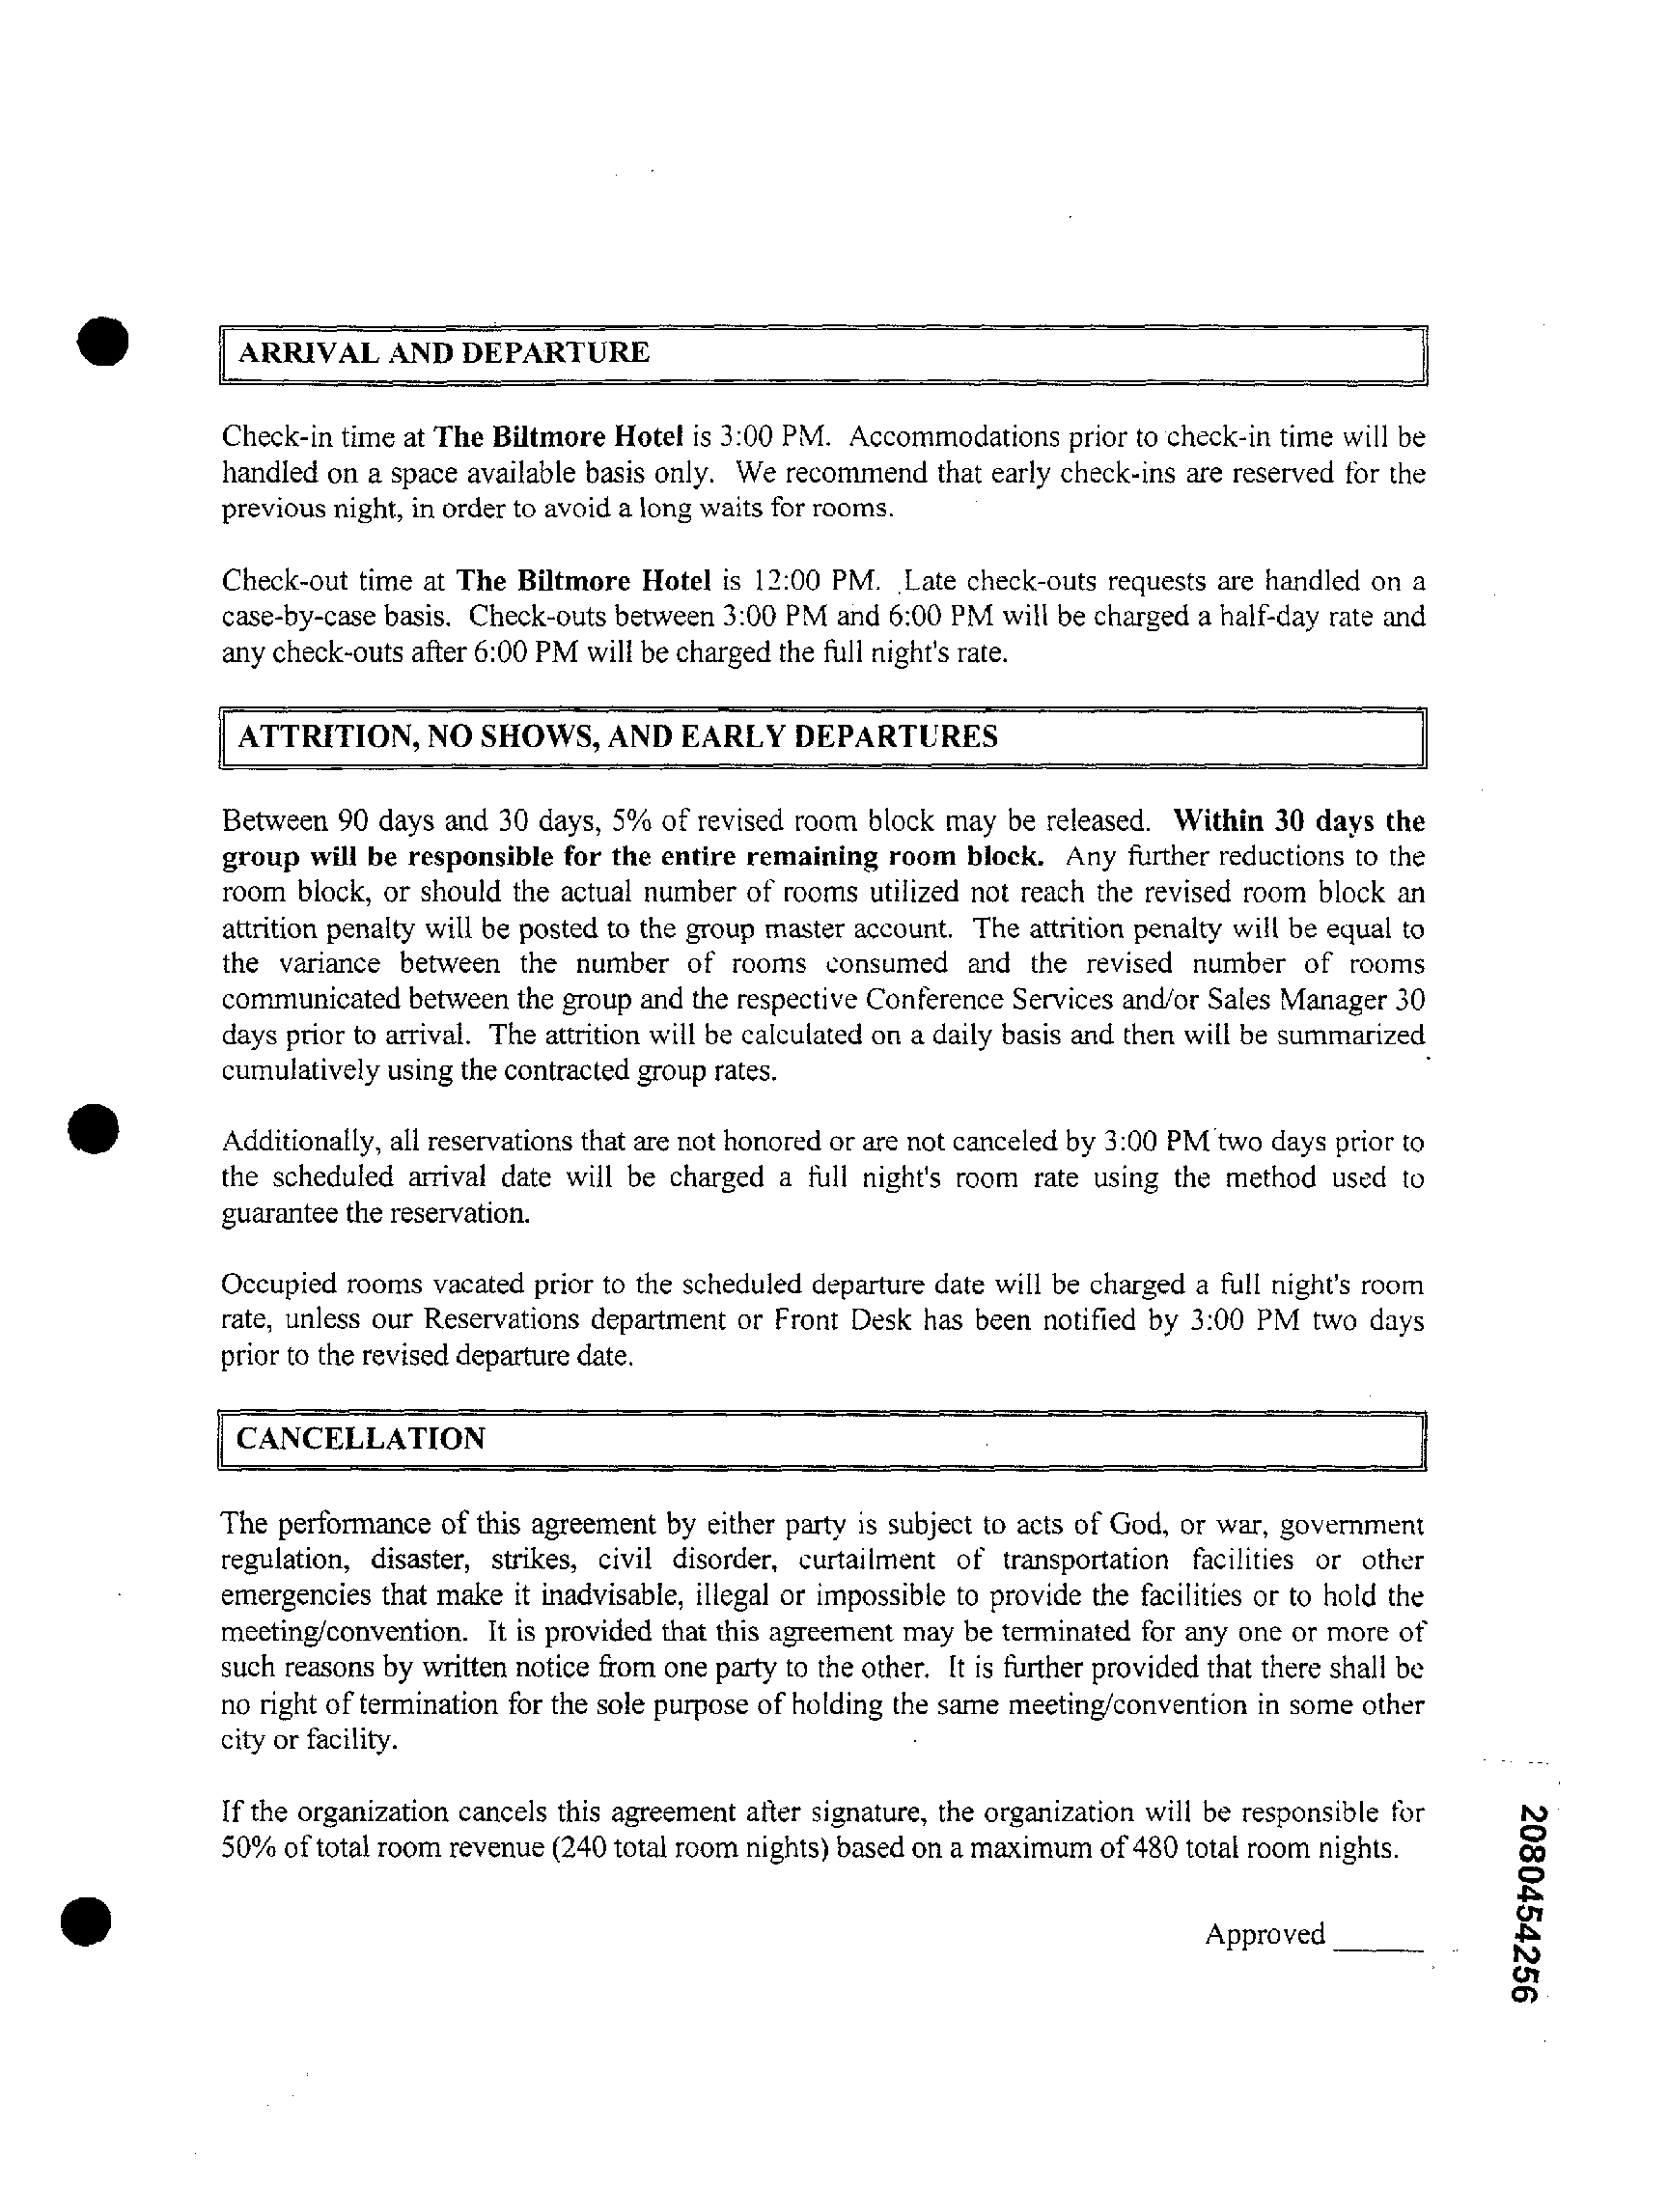 ARRIVAL AND DEPARTURE
Check-in time at The Biltmore Hotel is 3:00 PM. Accommodations prior to check-in time will be
handled on a space available basis only. We recommend that early check-ins are reserved for the
previous night, in order to avoid a long waits for rooms.
Check-out time at The Biltmore Hotel is 12:00 PM. Late check-outs requests are handled on a
case-by-case basis. Check-outs between 3:00 PM and 6:00 PM will be charged a half-day rate and
any check-outs after 6:00 PM will be charged the full night's rate.
ATTRITION, NO SHOWS, AND EARLY DEPARTURES
Between 90 days and 30 days, 5% of revised room block may be released. Within 30 days the
group will be responsible for the entire remaining room block. Any further reductions to the
room block, or should the actual number of rooms utilized not reach the revised room block an
attrition penalty will be posted to the group master account. The attrition penalty will be equal to
the variance between the number of rooms consumed and the revised number of rooms
communicated between the group and the respective Conference Services and/or Sales Manager 30
days prior to arrival. The attrition will be calculated on a daily basis and then will be summarized
cumulatively using the contracted group rates.
Additionally, all reservations that are not honored or are not canceled by 3:00 PM two days prior to
the scheduled arrival date will be charged a full night's room rate using the method used to
guarantee the reservation.
Occupied rooms vacated prior to the scheduled departure date will be charged a full night's room
rate, unless our Reservations department or Front Desk has been notified by 3:00 PM two days
prior to the revised departure date.
CANCELLATION
The performance of this agreement by either party is subject to acts of God, or war, government
regulation, disaster, strikes, civil disorder, curtailment of transportation facilities or other
emergencies that make it inadvisable, illegal or impossible to provide the facilities or to hold the
meeting/convention. It is provided that this agreement may be terminated for any one or more of
such reasons by written notice from one party to the other. It is further provided that there shall be
no right of termination for the sole purpose of holding the same meeting/convention in some other
city or facility.
If the organization cancels this agreement after signature, the organization will be responsible for
50% of total room revenue (240 total room nights) based on a maximum of 480 total room nights.
Approved ______
2080454256